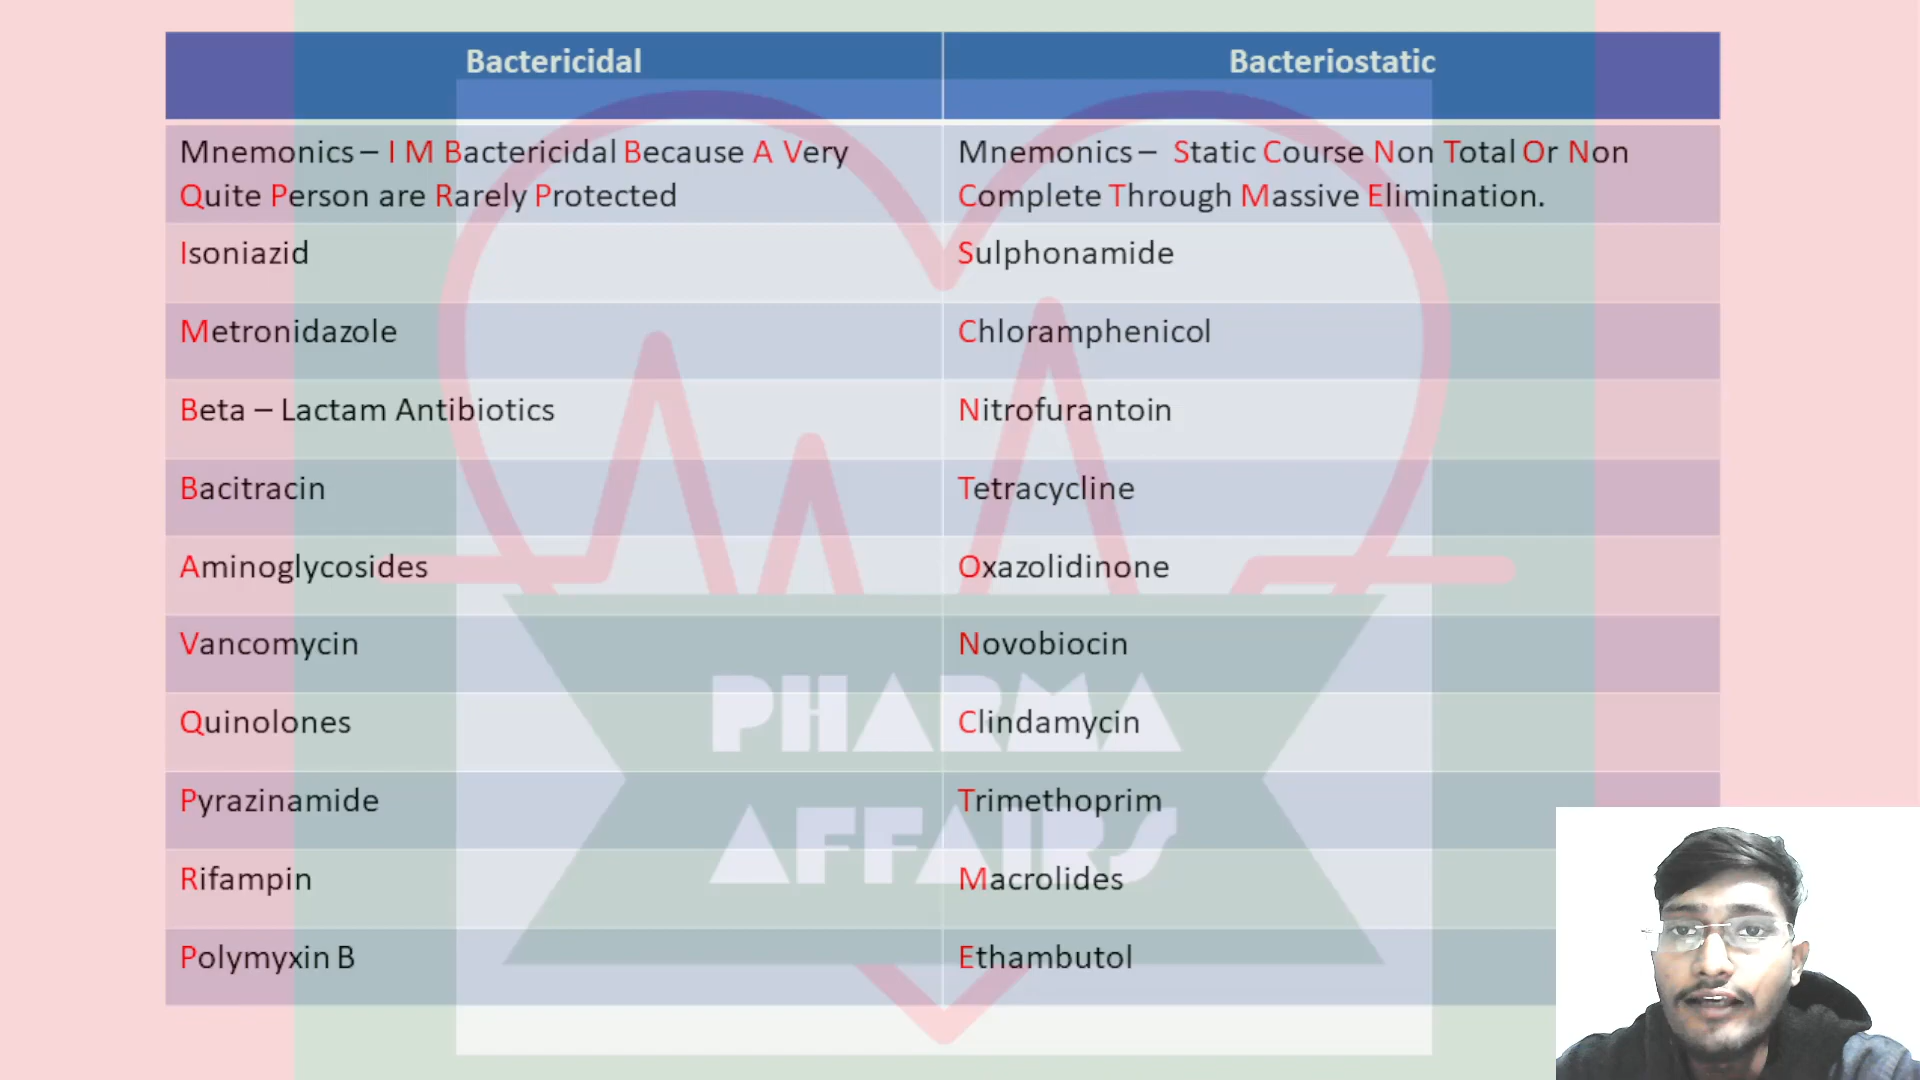 Bactericidal
Bacteriostatic
Mnemonics – I M Bactericidal Because A Very
Quite Person are Rarely Protected
Mnemonics – Static Course Non Total Or Non
Complete Through Massive Elimination.
Isoniazid
Sulphonamide
Metronidazole
Chloramphenicol
Beta – Lactam Antibiotics
Nitrofurantoin
Bacitracin
Tetracycline
Aminoglycosides
Oxazolidinone
Vancomycin
Novobiocin
Quinolones
Clindamycin
Pyrazinamide
Trimethoprim
Rifampin
Macrolides
Polymyxin B
Ethambutol
PHARMA
AFFAIRS